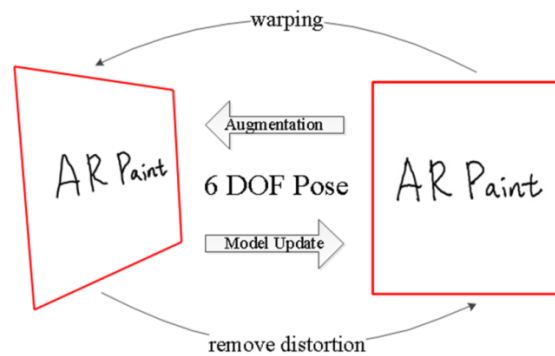 warping
Augmentation
AR Paint
6 DOF Pose
AR Paint
Model Update
remove distortion